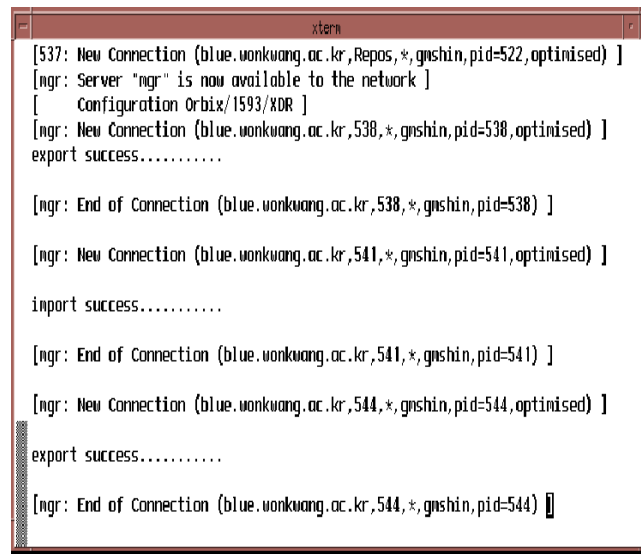 xterm
[537: New Connection (blue.wonkwang.ac.kr,Repos,*,gmshin,pid=522,optimised) ]
[mgr: Server "mgr" is now available to the network ]
[ Configuration Orbix/1593/XDR ]
[mgr: New Connection (blue.wonkwang.ac.kr,538,*,gmshin,pid=538,optimised) ]
export success...........
[mgr: End of Connection (blue.wonkwang.ac.kr,538,*,gmshin,pid=538) ]
[mgr: New Connection (blue.wonkwang.ac.kr,541,*,gmshin,pid=541,optimised) ]
import success...........
[mgr: End of Connection (blue.wonkwang.ac.kr,541,*,gmshin,pid=541) ]
[mgr: New Connection (blue.wonkwang.ac.kr,544,*,gmshin,pid=544,optimised) ]
export success...........
[mgr: End of Connection (blue.wonkwang.ac.kr,544,*,gmshin,pid=544) ]